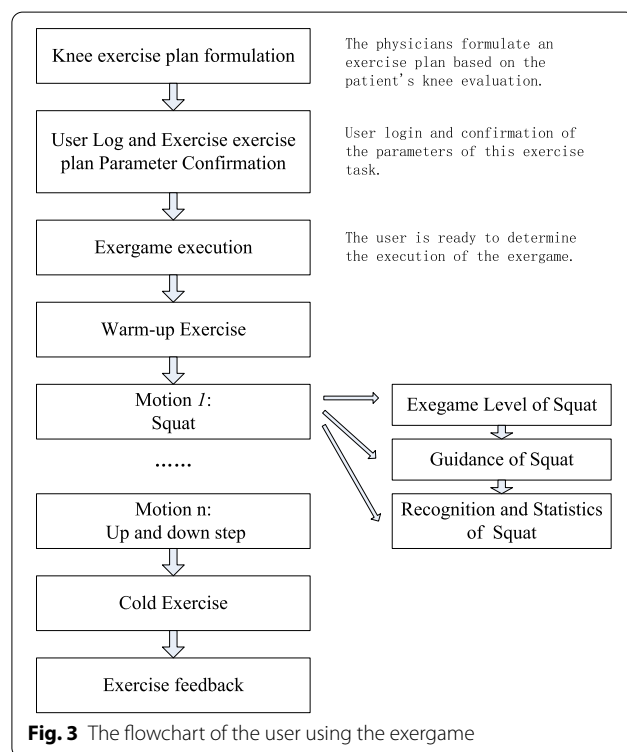 Knee exercise plan formulation
The physicians formulate an
exercise plan based on the
patient's knee evaluation.
User Log and Exercise exercise
plan Parameter Confirmation
User login and confirmation of
the parameters of this exercise
task.
Exergame execution
The user is ready to determine
the execution of the exergame.
Warm-up Exercise
Motion 1:
Squat
Exegame Level of Squat
Guidance of Squat
Recognition and Statistics
of Squat
......
Motion n:
Up and down step
Cold Exercise
Exercise feedback
Fig. 3 The flowchart of the user using the exergame